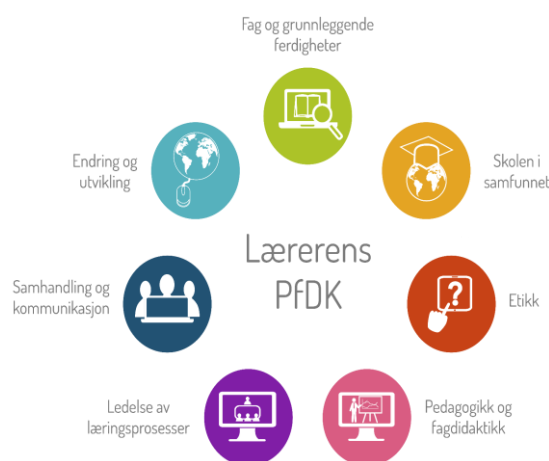 Fag og grunnleggende
ferdigheter
Endring og
utvikling
Skolen i
samfunnet
Lærerens
PfDK
Samhandling og
kommunikasjon
?
Etikk
Ledelse av
læringsprosesser
Pedagogikk og
fagdidaktikk